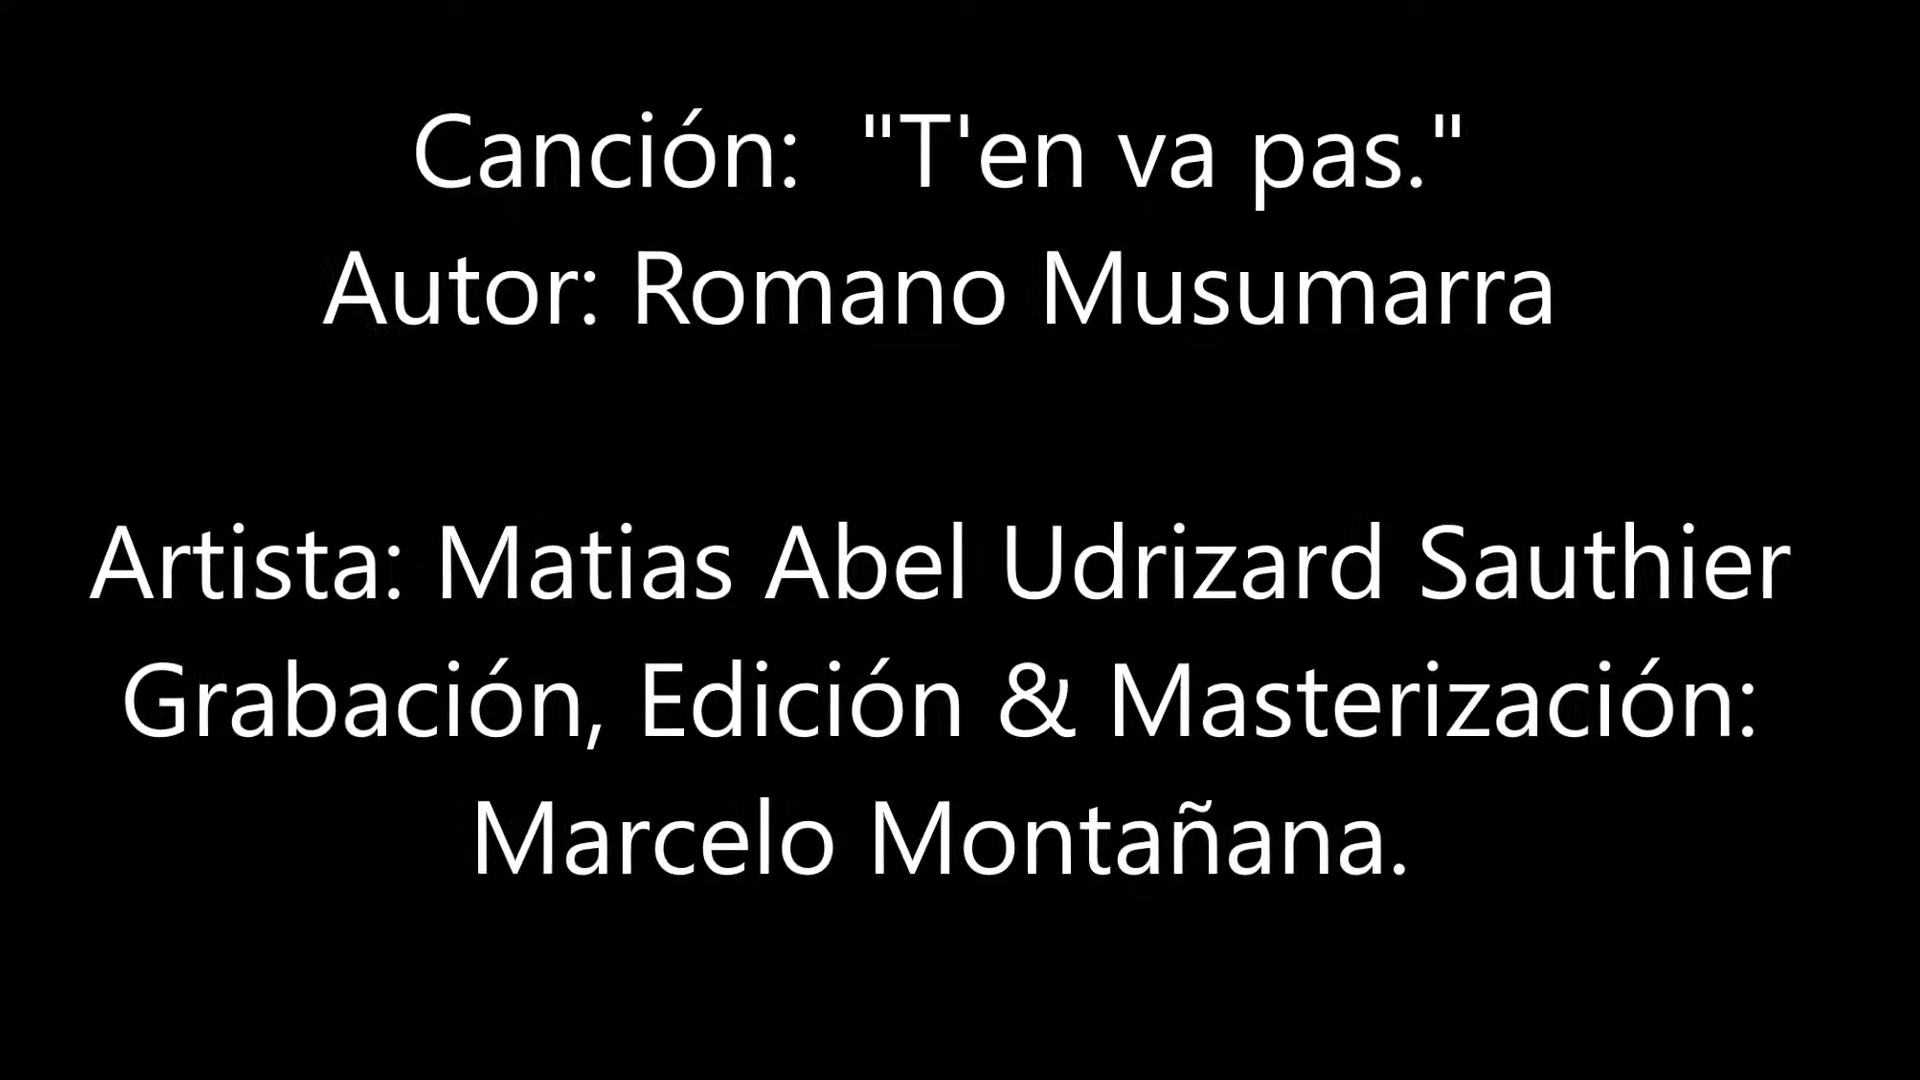 Canción:  "T'en va pas."
Autor: Romano Musumarra
Artista: Matias Abel Udrizard Sauthier
Grabación, Edición & Masterización:
Marcelo Montañana.